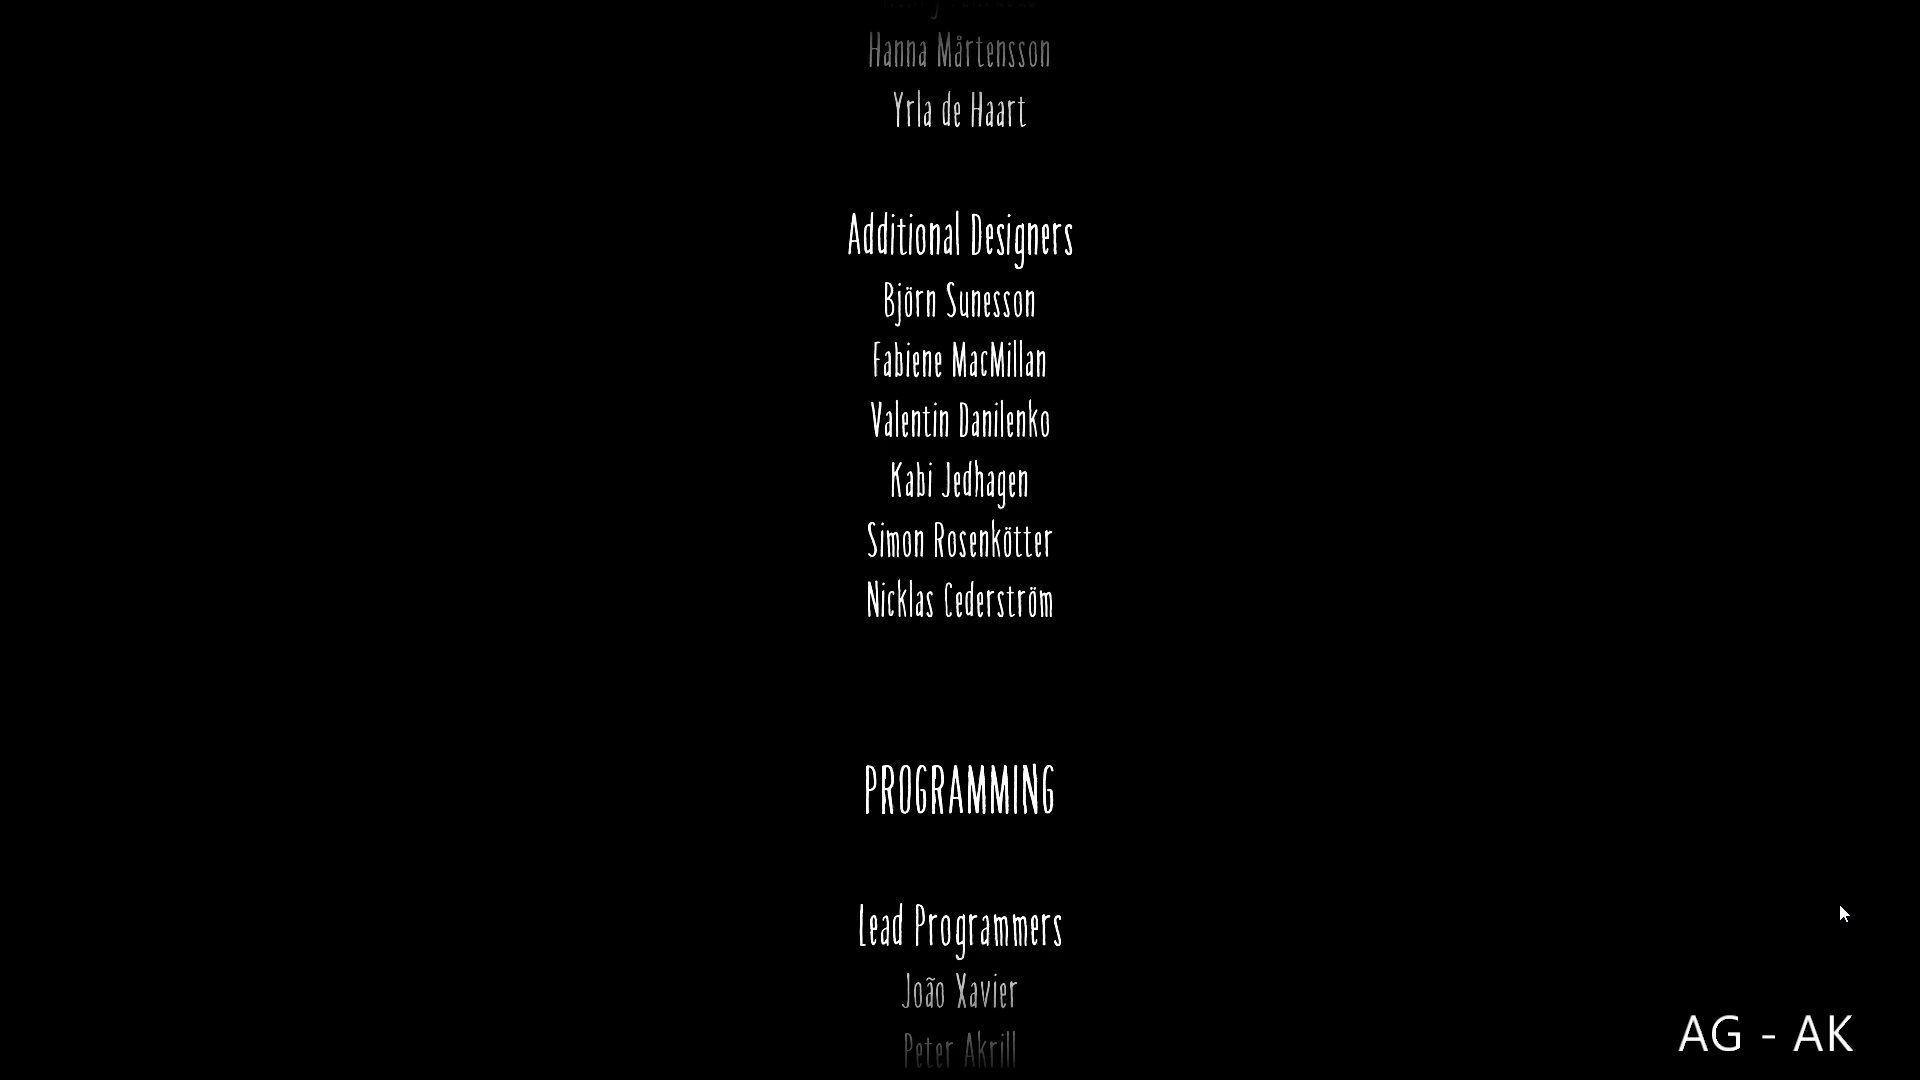 Hanna Mårtensson
Yrla de Haart
Additional Designers
Björn Sunesson
Fabiene MacMillan
Valentin Danilenko
Kabi Jedhagen
Simon Rosenkötter
Nicklas Cederström
PROGRAMMING
Lead Programmers
João Xavier
Peter Akrill
AG - AK